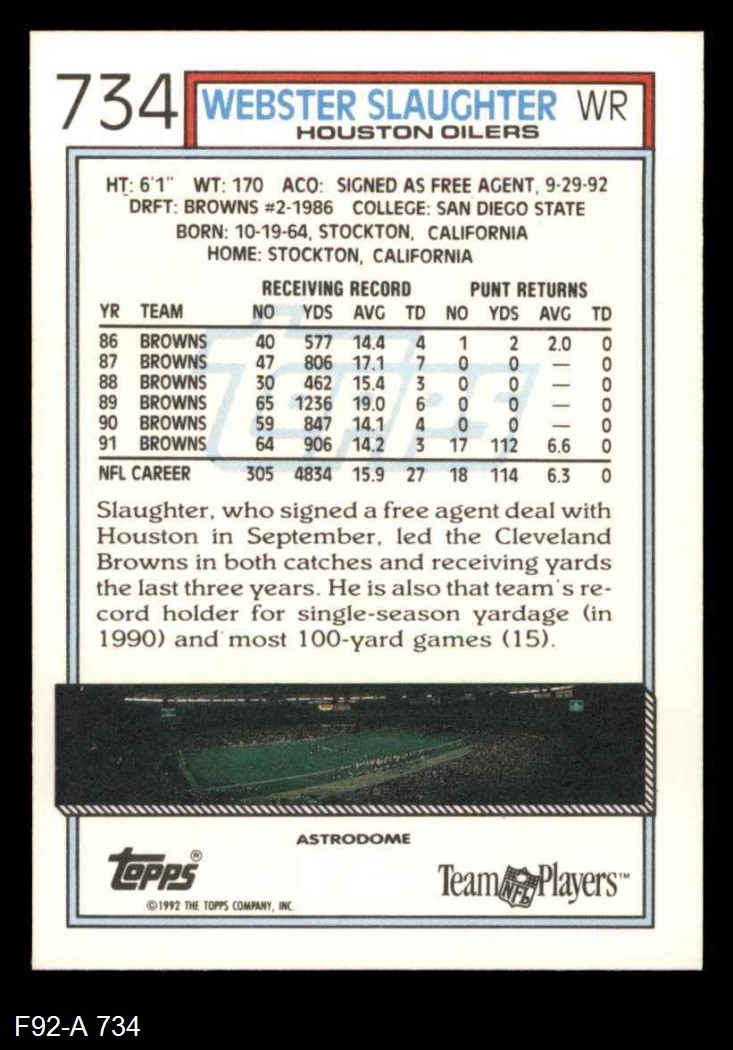 734
WEBSTER SLAUGHTER WR
HOUSTON OILERS
HT: 6'1" WT: 170 ACO: SIGNED AS FREE AGENT, 9-29-92
DRFT: BROWNS #2-1986 COLLEGE: SAN DIEGO STATE
BORN: 10-19-64, STOCKTON, CALIFORNIA
HOME: STOCKTON, CALIFORNIA
RECEIVING RECORD PUNT RETURNS
YR TEAM NO YDS AVG TD NO YDS AVG TD
86 BROWNS 40 577 14.4 4 1 2 2.0 0
87 BROWNS 47 806 17.1 7 0 0 — 0
88 BROWNS 30 462 15.4 3 0 0 — 0
89 BROWNS 65 1236 19.0 6 0 0 — 0
90 BROWNS 59 847 14.1 4 0 0 — 0
91 BROWNS 64 906 14.2 3 17 112 6.6 0
NFL CAREER 305 4834 15.9 27 18 114 6.3 0
Slaughter, who signed a free agent deal with
Houston in September, led the Cleveland
Browns in both catches and receiving yards
the last three years. He is also that team's re-
cord holder for single-season yardage (in
1990) and most 100-yard games (15).
ASTRODOME
Topps®
©1992 THE TOPPS COMPANY, INC.
Team NFL Players™
F92-A 734